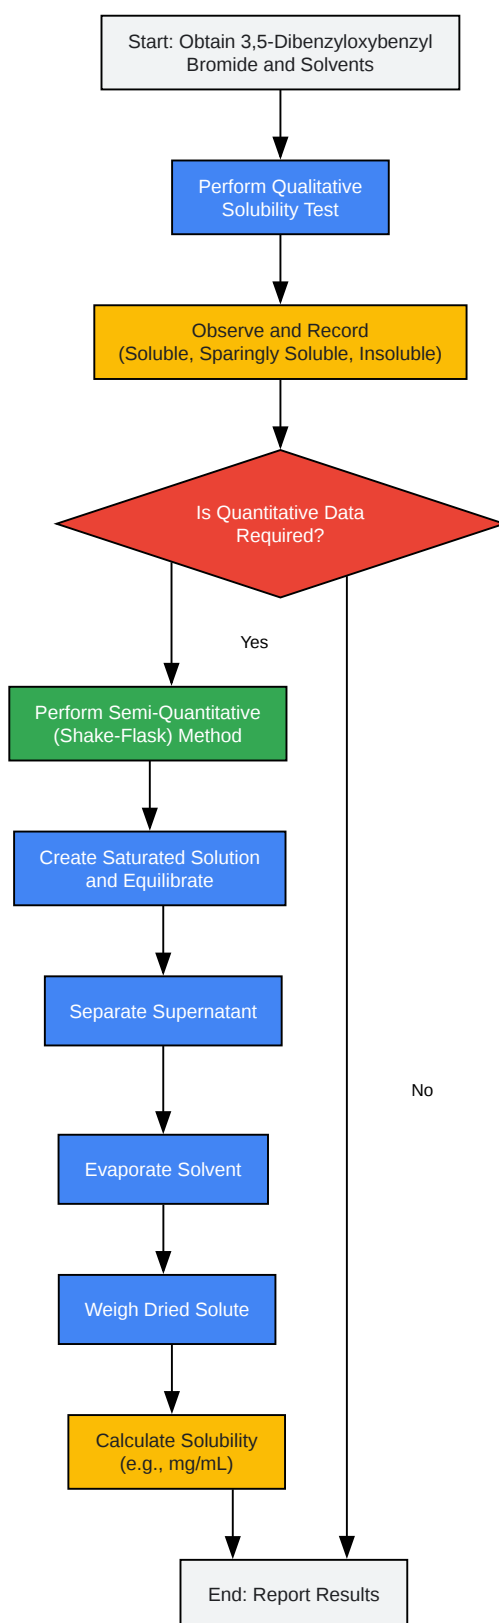 Start: Obtain 3,5-Dibenzyloxybenzyl
Bromide and Solvents
Perform Qualitative
Solubility Test
Observe and Record
(Soluble, Sparingly Soluble, Insoluble)
Is Quantitative Data
Required?
Yes
Perform Semi-Quantitative
(Shake-Flask) Method
Create Saturated Solution
and Equilibrate
Separate Supernatant
No
Evaporate Solvent
Weigh Dried Solute
Calculate Solubility
(e.g., mg/mL)
End: Report Results